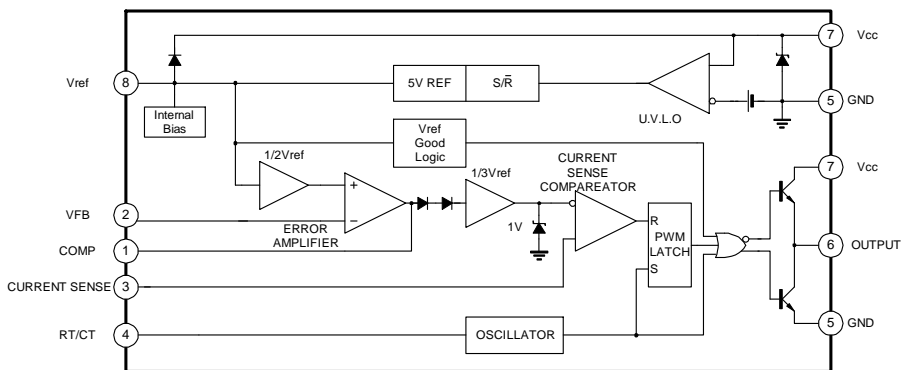 7
Vcc
Vref
8
5V REF
S/R̅
Internal
Bias
U.V.L.O
5
GND
Vref
Good
Logic
1/2Vref
1/3Vref
CURRENT
SENSE
COMPAREATOR
7
Vcc
+
−
VFB
2
ERROR
AMPLIFIER
1V
R
PWM
LATCH
S
COMP
1
6
OUTPUT
CURRENT SENSE
3
RT/CT
4
OSCILLATOR
5
GND